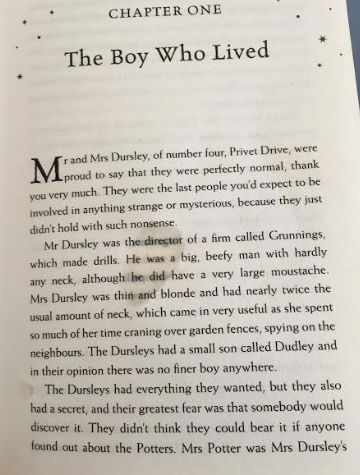 CHAPTER ONE
The Boy Who Lived
Mr and Mrs Dursley, of number four, Privet Drive, were
proud to say that they were perfectly normal, thank
you very much. They were the last people you'd expect to be
involved in anything strange or mysterious, because they just
didn't hold with such nonsense.
Mr Dursley was the director of a firm called Grunnings,
which made drills. He was a big, beefy man with hardly
any neck, although he did have a very large moustache.
Mrs Dursley was thin and blonde and had nearly twice the
usual amount of neck, which came in very useful as she spent
so much of her time craning over garden fences, spying on the
neighbours. The Dursleys had a small son called Dudley and
in their opinion there was no finer boy anywhere.
The Dursleys had everything they wanted, but they also
had a secret, and their greatest fear was that somebody would
discover it. They didn't think they could bear it if anyone
found out about the Potters. Mrs Potter was Mrs Dursley's